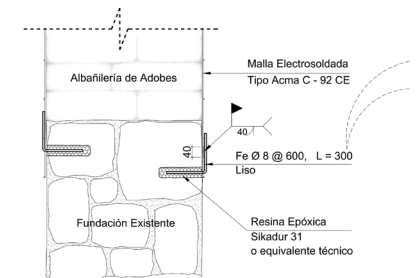 Albañilería de Adobes
Malla Electrosoldada
Tipo Acma C - 92 CE
40
40
Fe Ø 8 @ 600, L = 300
Liso
Fundación Existente
Resina Epóxica
Sikadur 31
o equivalente técnico